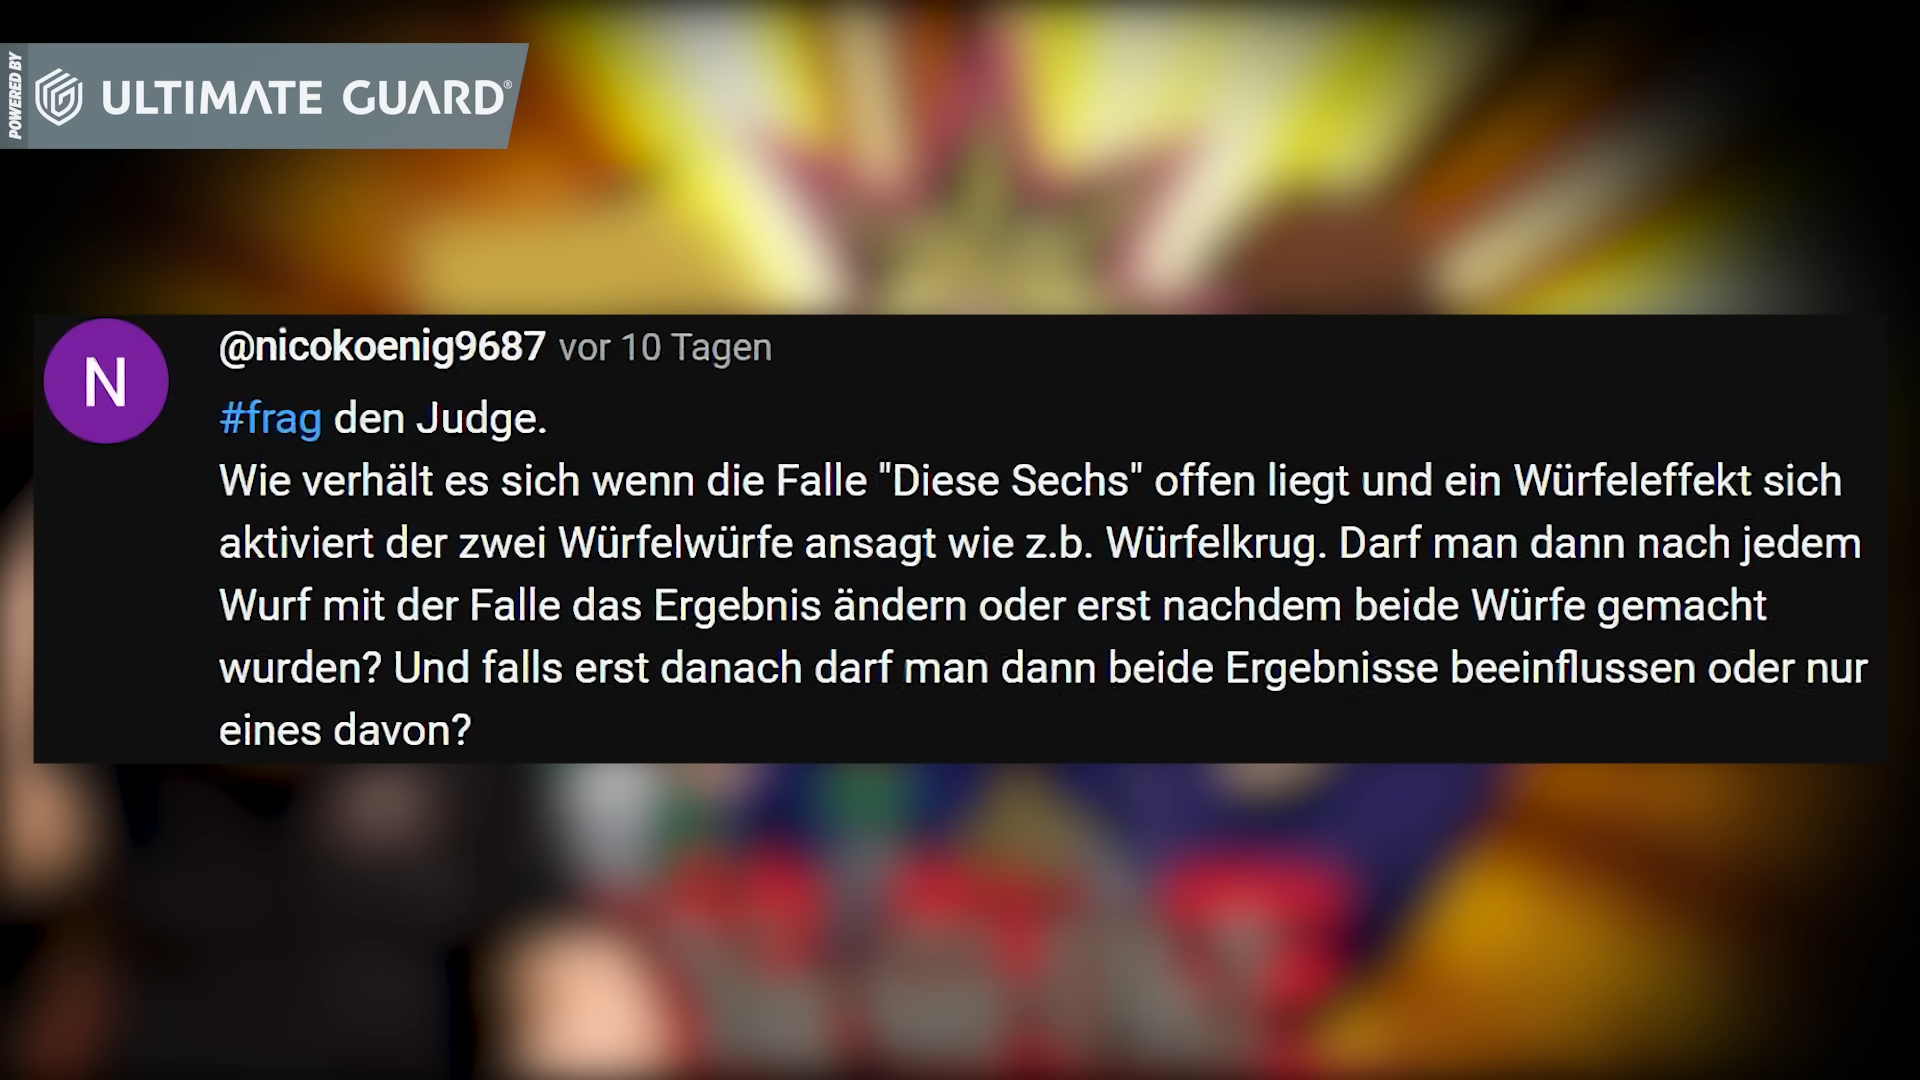 POWERED BY
ULTIMATE GUARD®
N
@nicokoenig9687 vor 10 Tagen
#frag den Judge.
Wie verhält es sich wenn die Falle "Diese Sechs" offen liegt und ein Würfeleffekt sich
aktiviert der zwei Würfelwürfe ansagt wie z.b. Würfelkrug. Darf man dann nach jedem
Wurf mit der Falle das Ergebnis ändern oder erst nachdem beide Würfe gemacht
wurden? Und falls erst danach darf man dann beide Ergebnisse beeinflussen oder nur
eines davon?